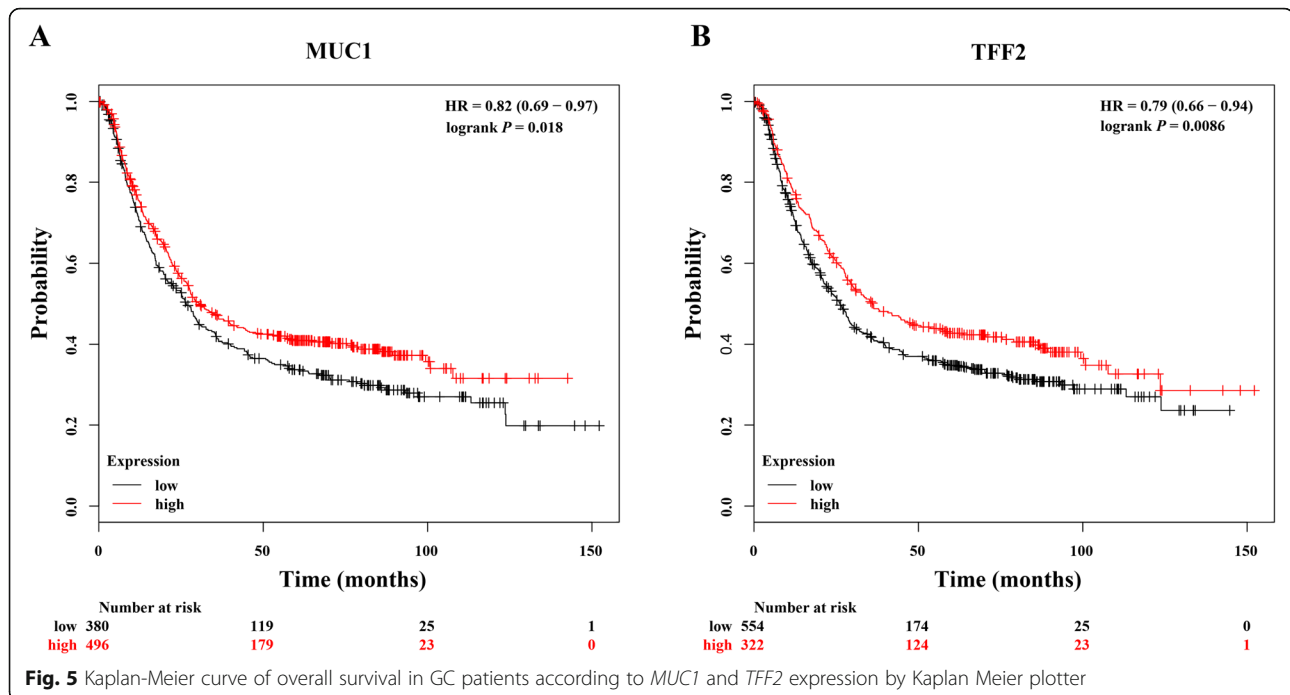 A
MUC1
HR = 0.82 (0.69 − 0.97)
logrank P = 0.018
Probability
1.0
0.8
0.6
0.4
0.2
0.0
Expression
low
high
0
50
100
150
Time (months)
Number at risk
low 380 119 25 1
high 496 179 23 0
B
TFF2
HR = 0.79 (0.66 − 0.94)
logrank P = 0.0086
Probability
1.0
0.8
0.6
0.4
0.2
0.0
Expression
low
high
0
50
100
150
Time (months)
Number at risk
low 554 174 25 0
high 322 124 23 1
Fig. 5 Kaplan-Meier curve of overall survival in GC patients according to MUC1 and TFF2 expression by Kaplan Meier plotter